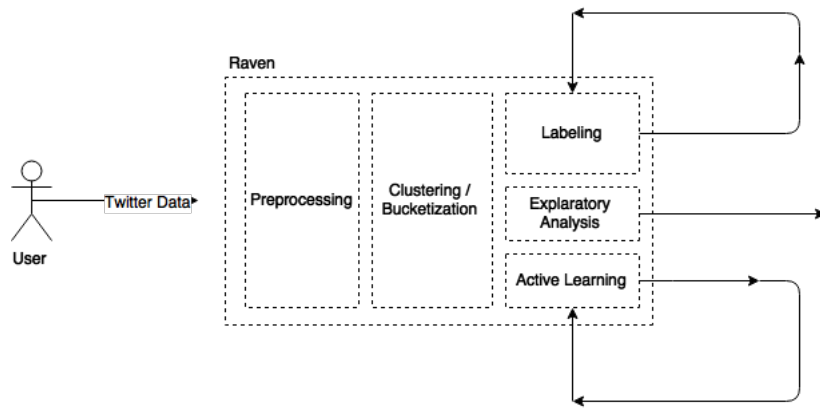 Raven
Labeling
Preprocessing
Clustering /
Bucketization
Twitter Data
Explaratory
Analysis
User
Active Learning